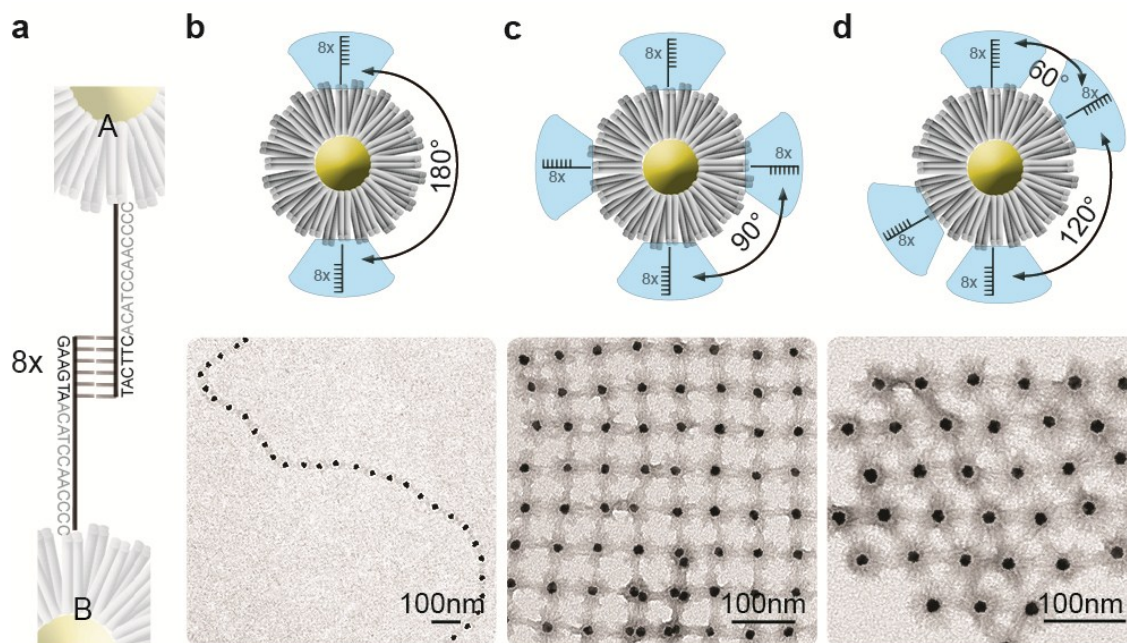 a
A
TACTTCACATCCAACCCC
8x
GAAGTAACATCCAACCCC
B
b
8x
180°
8x
100nm
c
8x
8x
8x
90°
8x
100nm
d
8x
60°
8x
120°
8x
8x
100nm